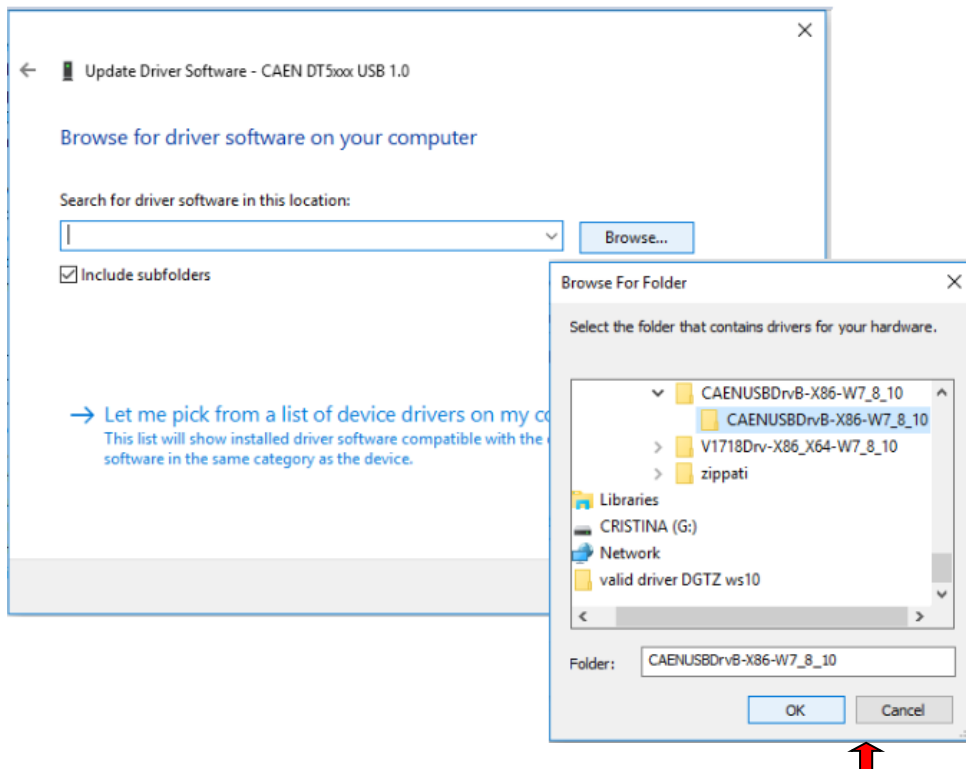 Update Driver Software - CAEN DT5xxx USB 1.0
Browse for driver software on your computer
Search for driver software in this location:
Browse...
Include subfolders
Let me pick from a list of device drivers on my co
This list will show installed driver software compatible with the
software in the same category as the device.
Browse For Folder
Select the folder that contains drivers for your hardware.
CAENUSBDrvB-X86-W7_8_10
CAENUSBDrvB-X86-W7_8_10
V1718Drv-X86_X64-W7_8_10
zippati
Libraries
CRISTINA (G:)
Network
valid driver DGTZ ws10
Folder: CAENUSBDrvB-X86-W7_8_10
OK Cancel